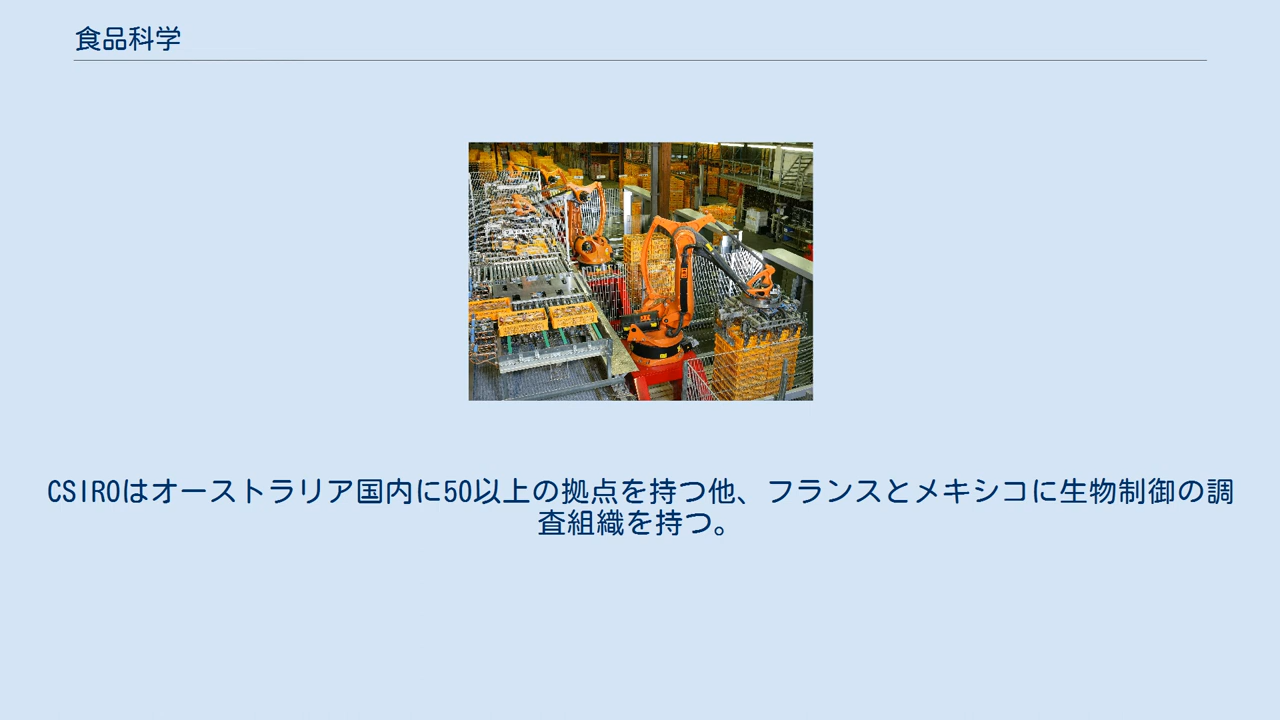 食品科学
CSIROはオーストラリア国内に50以上の拠点を持つ他、フランスとメキシコに生物制御の調
査組織を持つ。